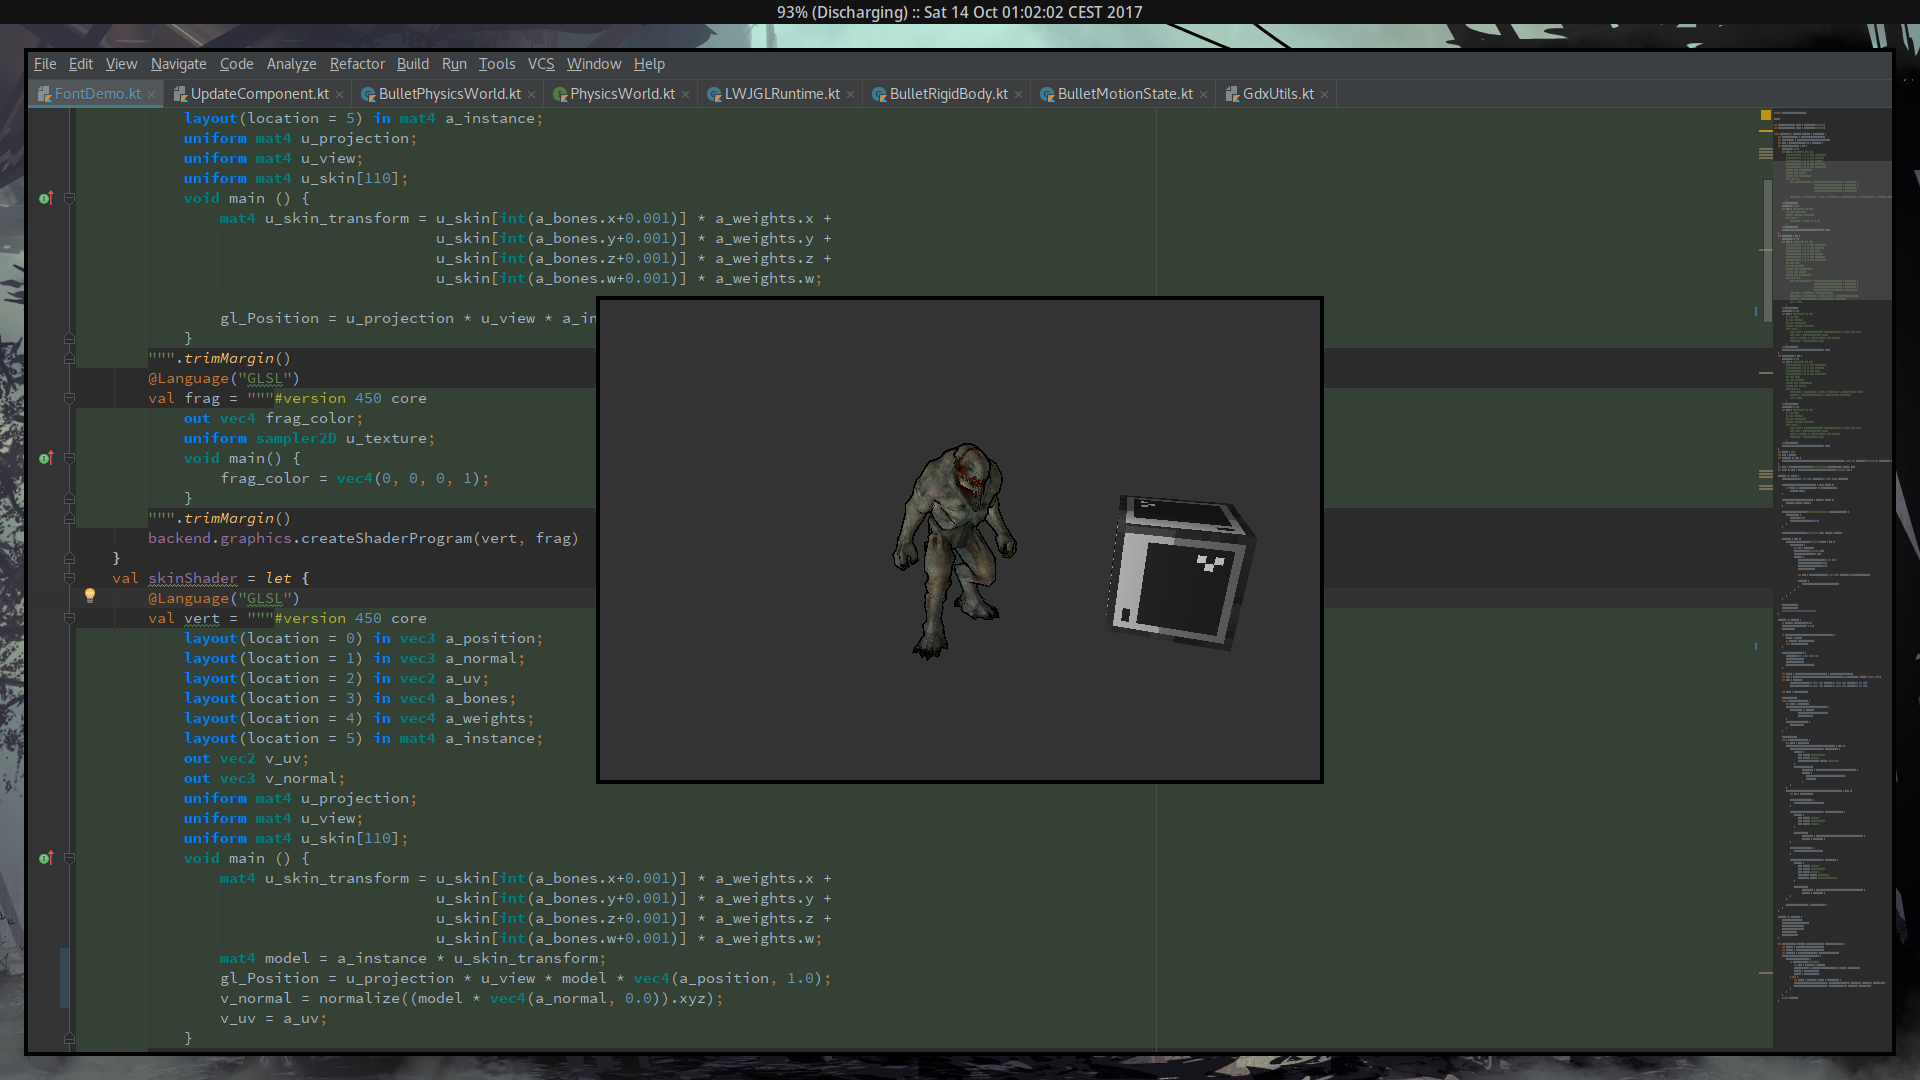 93% (Discharging) :: Sat 14 Oct 01:02:02 CEST 2017
File Edit View Navigate Code Analyze Refactor Build Run Tools VCS Window Help
FontDemo.kt UpdateComponent.kt BulletPhysicsWorld.kt PhysicsWorld.kt LWJGLRuntime.kt BulletRigidBody.kt BulletMotionState.kt GdxUtils.kt
layout(location = 5) in mat4 a_instance;
uniform mat4 u_projection;
uniform mat4 u_view;
uniform mat4 u_skin[110];
void main () {
mat4 u_skin_transform = u_skin[int(a_bones.x+0.001)] * a_weights.x +
u_skin[int(a_bones.y+0.001)] * a_weights.y +
u_skin[int(a_bones.z+0.001)] * a_weights.z +
u_skin[int(a_bones.w+0.001)] * a_weights.w;
gl_Position = u_projection * u_view * a_in
}
""".trimMargin()
@Language("GLSL")
val frag = """#version 450 core
out vec4 frag_color;
uniform sampler2D u_texture;
void main() {
frag_color = vec4(0, 0, 0, 1);
}
""".trimMargin()
backend.graphics.createShaderProgram(vert, frag)
}
val skinShader = let {
@Language("GLSL")
val vert = """#version 450 core
layout(location = 0) in vec3 a_position;
layout(location = 1) in vec3 a_normal;
layout(location = 2) in vec2 a_uv;
layout(location = 3) in vec4 a_bones;
layout(location = 4) in vec4 a_weights;
layout(location = 5) in mat4 a_instance;
out vec2 v_uv;
out vec3 v_normal;
uniform mat4 u_projection;
uniform mat4 u_view;
uniform mat4 u_skin[110];
void main () {
mat4 u_skin_transform = u_skin[int(a_bones.x+0.001)] * a_weights.x +
u_skin[int(a_bones.y+0.001)] * a_weights.y +
u_skin[int(a_bones.z+0.001)] * a_weights.z +
u_skin[int(a_bones.w+0.001)] * a_weights.w;
mat4 model = a_instance * u_skin_transform;
gl_Position = u_projection * u_view * model * vec4(a_position, 1.0);
v_normal = normalize((model * vec4(a_normal, 0.0)).xyz);
v_uv = a_uv;
}